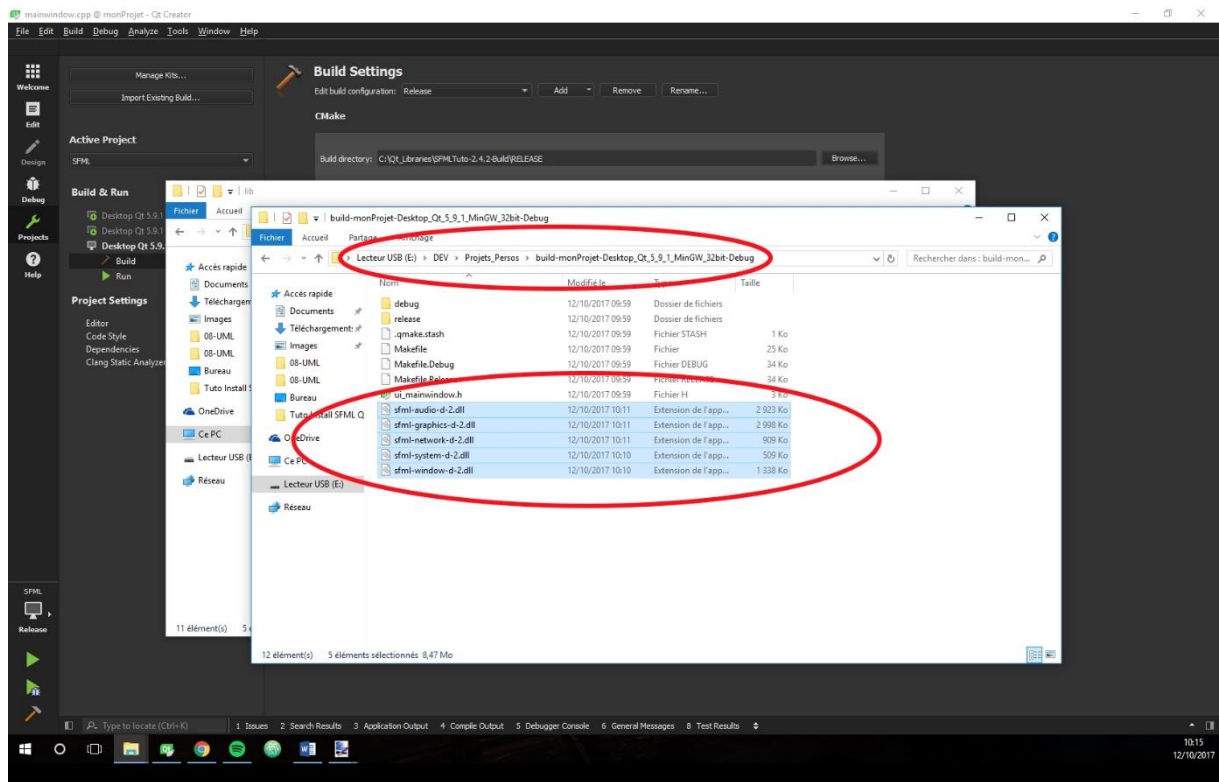 mainwindow.cpp @ monProjet - Qt Creator
File Edit Build Debug Analyze Tools Window Help
Welcome
Edit
Design
Debug
Projects
Help
Manage Kits...
Import Existing Build...
Active Project
SFML
Build & Run
Desktop Qt 5.9.1
Desktop Qt 5.9.1
Desktop Qt 5.9.
Build
Run
Project Settings
Editor
Code Style
Dependencies
Clang Static Analyzer
Build Settings
Edit build configuration: Release Add Remove Rename...
CMake
Build directory: C:\Qt_Libraries\SFMLTuto-2.4.2-Build\RELEASE Browse...
lib
Fichier Accueil
Accès rapide
Documents
Images
08-UML
08-UML
Bureau
OneDrive
Ce PC
Réseau
11 élément(s)
build-monProjet-Desktop_Qt_5_9_1_MinGW_32bit-Debug
Fichier Accueil Partage Affichage
Lecteur USB (E:) > DEV > Projets_Persos > build-monProjet-Desktop_Qt_5_9_1_MinGW_32bit-Debug
Rechercher dans : build-mon...
Nom Modifié le Taille
Accès rapide
Documents
Images
08-UML
08-UML
Bureau
Tuto Install SFML Q
OneDrive
Ce PC
Lecteur USB (E:)
Réseau
debug 12/10/2017 09:59 Dossier de fichiers
release 12/10/2017 09:59 Dossier de fichiers
.qmake.stash 12/10/2017 09:59 Fichier STASH 1 Ko
Makefile 12/10/2017 09:59 Fichier 25 Ko
Makefile.Debug 12/10/2017 09:59 Fichier DEBUG 34 Ko
Makefile.Release 12/10/2017 09:59 Fichier RELEASE 34 Ko
ui_mainwindow.h 12/10/2017 09:59 Fichier H 3 Ko
sfml-audio-d-2.dll 12/10/2017 10:11 Extension de l'app... 2 923 Ko
sfml-graphics-d-2.dll 12/10/2017 10:11 Extension de l'app... 2 998 Ko
sfml-network-d-2.dll 12/10/2017 10:11 Extension de l'app... 909 Ko
sfml-system-d-2.dll 12/10/2017 10:10 Extension de l'app... 509 Ko
sfml-window-d-2.dll 12/10/2017 10:10 Extension de l'app... 1 338 Ko
12 élément(s) 5 éléments sélectionnés 8,47 Mo
SFML
Release
Type to locate (Ctrl+K) 1 Issues 2 Search Results 3 Application Output 4 Compile Output 5 Debugger Console 6 General Messages 8 Test Results
10:15
12/10/2017